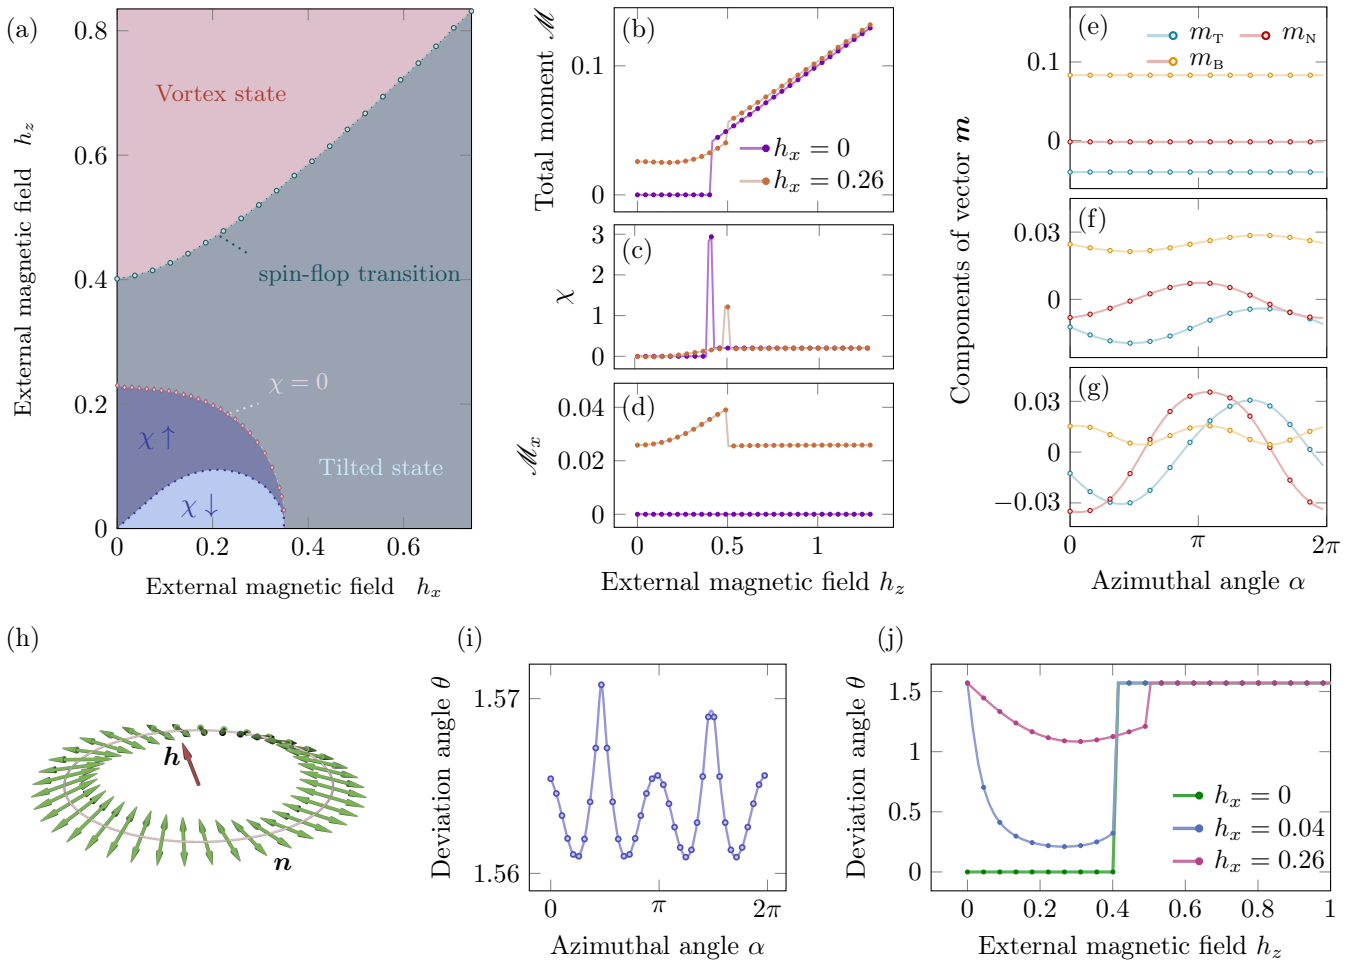 (a)
0.8
0.6
0.4
0.2
0
0
0.2
0.4
0.6
External magnetic field h_z
External magnetic field h_x
Vortex state
spin-flop transition
χ = 0
χ ↑
Tilted state
χ ↓
(b)
Total moment ℳ
0.1
0
h_x = 0
h_x = 0.26
(c)
χ
3
2
1
0
(d)
ℳ_x
0.04
0.02
0
0
0.5
1
External magnetic field h_z
Components of vector m
(e)
m_T
m_N
m_B
0.1
0
(f)
0.03
0
(g)
0.03
0
−0.03
0
π
2π
Azimuthal angle α
(h)
h
n
(i)
Deviation angle θ
1.57
1.56
0
π
2π
Azimuthal angle α
(j)
Deviation angle θ
1.5
1
0.5
0
h_x = 0
h_x = 0.04
h_x = 0.26
0
0.2
0.4
0.6
0.8
1
External magnetic field h_z